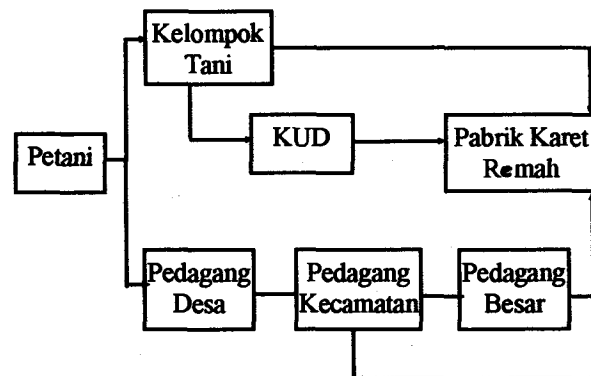 Kelompok
Tani
KUD
Pabrik Karet
Remah
Petani
Pedagang
Desa
Pedagang
Kecamatan
Pedagang
Besar